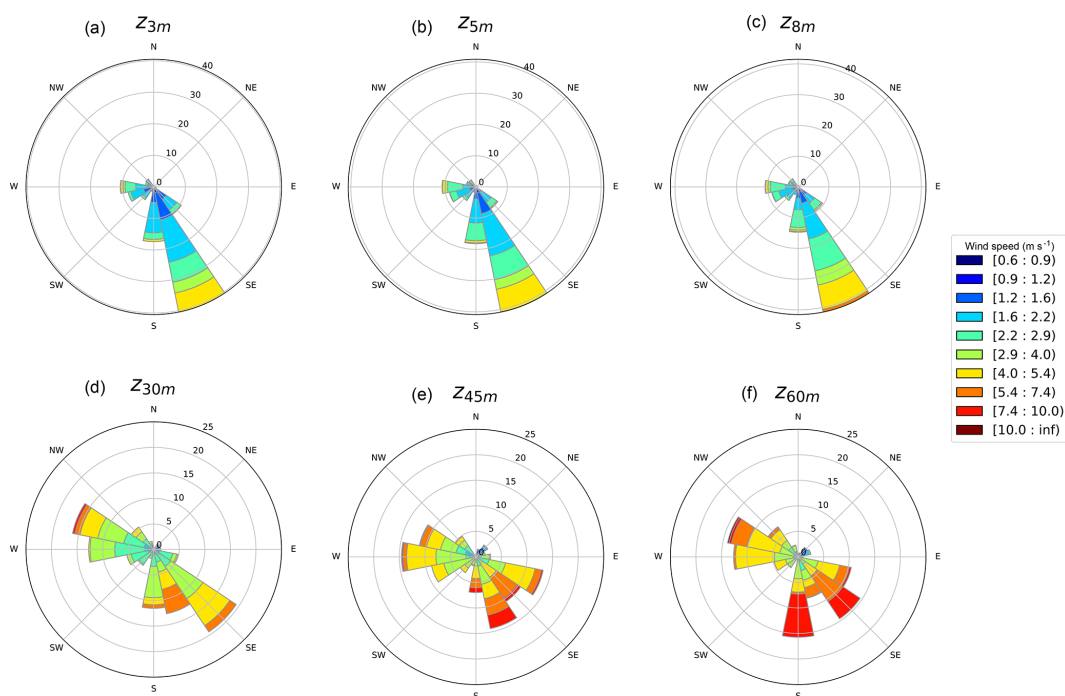 (a) Z3m
N
NE
E
SE
S
SW
W
NW
0
10
20
30
40
(b) Z5m
N
NE
E
SE
S
SW
W
NW
0
10
20
30
40
(c) Z8m
N
NE
E
SE
S
SW
W
NW
0
10
20
30
40
Wind speed (m s⁻¹)
[0.6 : 0.9)
[0.9 : 1.2)
[1.2 : 1.6)
[1.6 : 2.2)
[2.2 : 2.9)
[2.9 : 4.0)
[4.0 : 5.4)
[5.4 : 7.4)
[7.4 : 10.0)
[10.0 : inf)
(d) Z30m
N
NE
E
SE
S
SW
W
NW
0
5
10
15
20
25
(e) Z45m
N
NE
E
SE
S
SW
W
NW
0
5
10
15
20
25
(f) Z60m
N
NE
E
SE
S
SW
W
NW
0
5
10
15
20
25